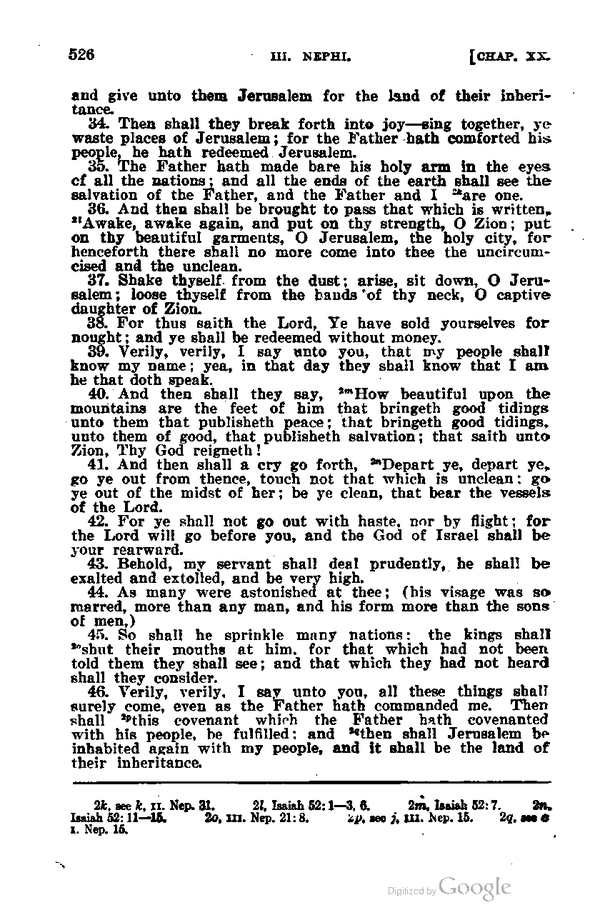 526 III. NEPHI. [CHAP. XX.
and give unto them Jerusalem for the land of their inheri-
tance.
34. Then shall they break forth into joy—sing together, ye
waste places of Jerusalem; for the Father hath comforted his
people, he hath redeemed Jerusalem.
35. The Father hath made bare his holy arm in the eyes
of all the nations; and all the ends of the earth shall see the
salvation of the Father, and the Father and I ²ᵏare one.
36. And then shall be brought to pass that which is written,
²ˡAwake, awake again, and put on thy strength, O Zion; put
on thy beautiful garments, O Jerusalem, the holy city, for
henceforth there shall no more come into thee the uncircum-
cised and the unclean.
37. Shake thyself from the dust; arise, sit down, O Jeru-
salem; loose thyself from the bands of thy neck, O captive
daughter of Zion.
38. For thus saith the Lord, Ye have sold yourselves for
nought; and ye shall be redeemed without money.
39. Verily, verily, I say unto you, that my people shall
know my name; yea, in that day they shall know that I am
he that doth speak.
40. And then shall they say, ²ᵐHow beautiful upon the
mountains are the feet of him that bringeth good tidings
unto them that publisheth peace; that bringeth good tidings,
unto them of good, that publisheth salvation; that saith unto
Zion, Thy God reigneth!
41. And then shall a cry go forth, ²ⁿDepart ye, depart ye,
go ye out from thence, touch not that which is unclean; go
ye out of the midst of her; be ye clean, that bear the vessels
of the Lord.
42. For ye shall not go out with haste, nor by flight; for
the Lord will go before you, and the God of Israel shall be
your rearward.
43. Behold, my servant shall deal prudently, he shall be
exalted and extolled, and be very high.
44. As many were astonished at thee; (his visage was so
marred, more than any man, and his form more than the sons
of men,)
45. So shall he sprinkle many nations: the kings shall
²ᵒshut their mouths at him, for that which had not been
told them they shall see; and that which they had not heard
shall they consider.
46. Verily, verily, I say unto you, all these things shall
surely come, even as the Father hath commanded me. Then
shall ²ᵖthis covenant which the Father hath covenanted
with his people, be fulfilled; and ²𐞥then shall Jerusalem be
inhabited again with my people, and it shall be the land of
their inheritance.
2k, see k, II. Nep. 31. 2l, Isaiah 52:1—3, 6. 2m, Isaiah 52:7. 2n,
Isaiah 52:11—15. 2o, III. Nep. 21:8. 2p, see j, III. Nep. 15. 2q, see e
I. Nep. 15.
Digitized by Google